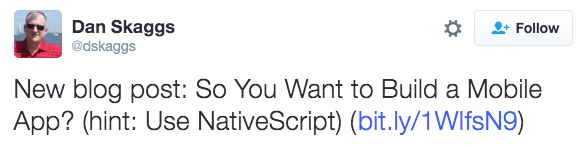 Dan Skaggs
@dskaggs
Follow
New blog post: So You Want to Build a Mobile
App? (hint: Use NativeScript) (bit.ly/1WlfsN9)